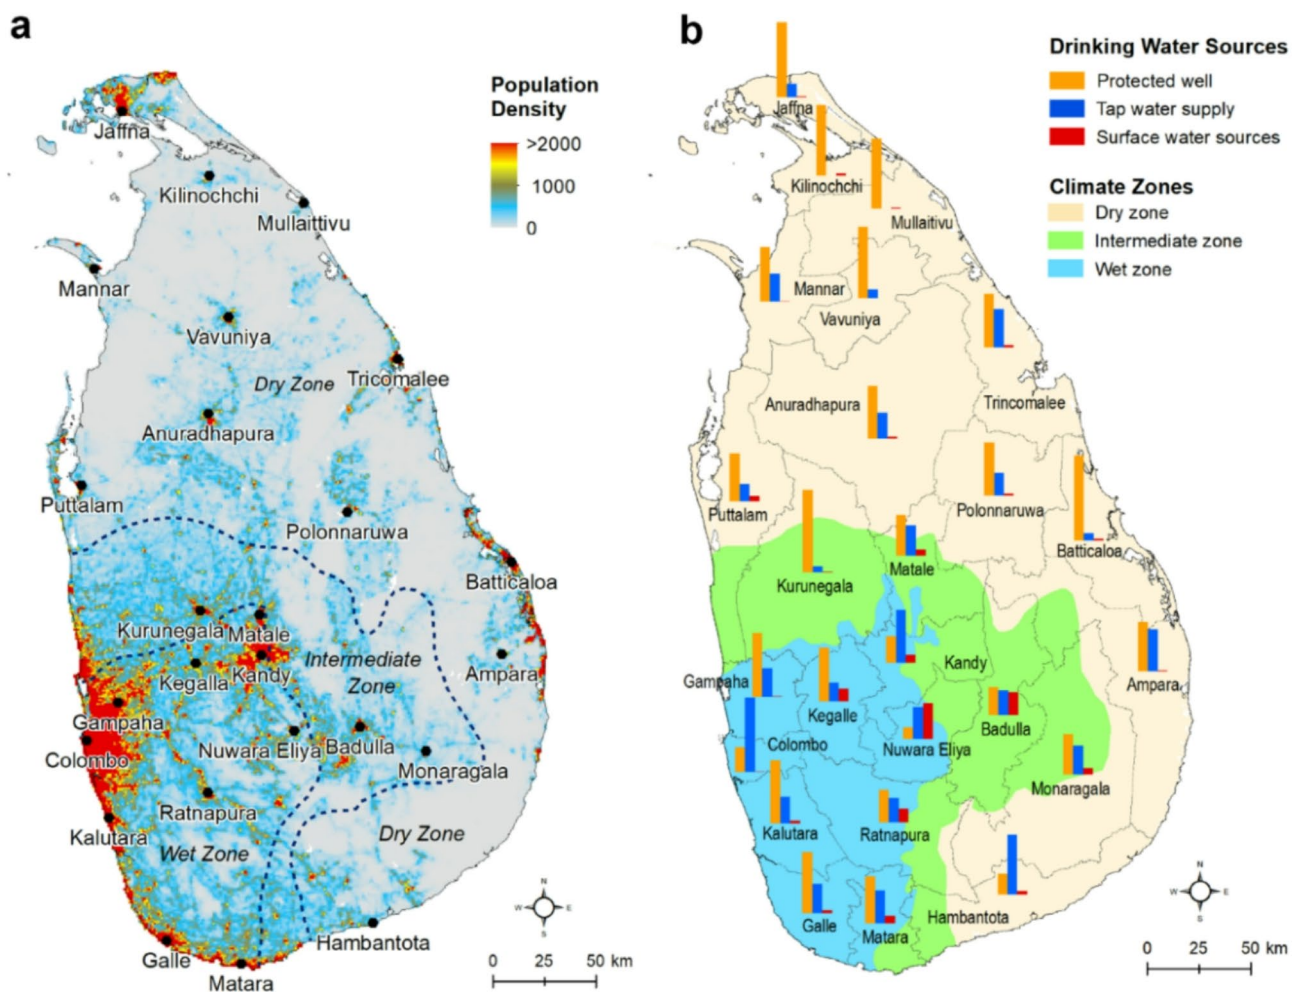 a
Population
Density
>2000
1000
0
Jaffna
Kilinochchi
Mullaittivu
Mannar
Vavuniya
Dry Zone
Tricomalee
Anuradhapura
Puttalam
Polonnaruwa
Batticaloa
Kurunegala
Matale
Kegalla
Kandy
Intermediate
Zone
Ampara
Gampaha
Colombo
Nuwara Eliya
Badulla
Monaragala
Ratnapura
Kalutara
Wet Zone
Dry Zone
Hambantota
Galle
Matara
N
W
E
S
0 25 50 km
b
Drinking Water Sources
Protected well
Tap water supply
Surface water sources
Climate Zones
Dry zone
Intermediate zone
Wet zone
Jaffna
Kilinochchi
Mullaitivu
Mannar
Vavuniya
Anuradhapura
Trincomalee
Puttalam
Polonnaruwa
Batticaloa
Matale
Kurunegala
Kandy
Gampaha
Ampara
Kegalle
Badulla
Colombo
Nuwara Eliya
Monaragala
Kalutara
Ratnapura
Hambantota
Galle
Matara
N
W
E
S
0 25 50 km